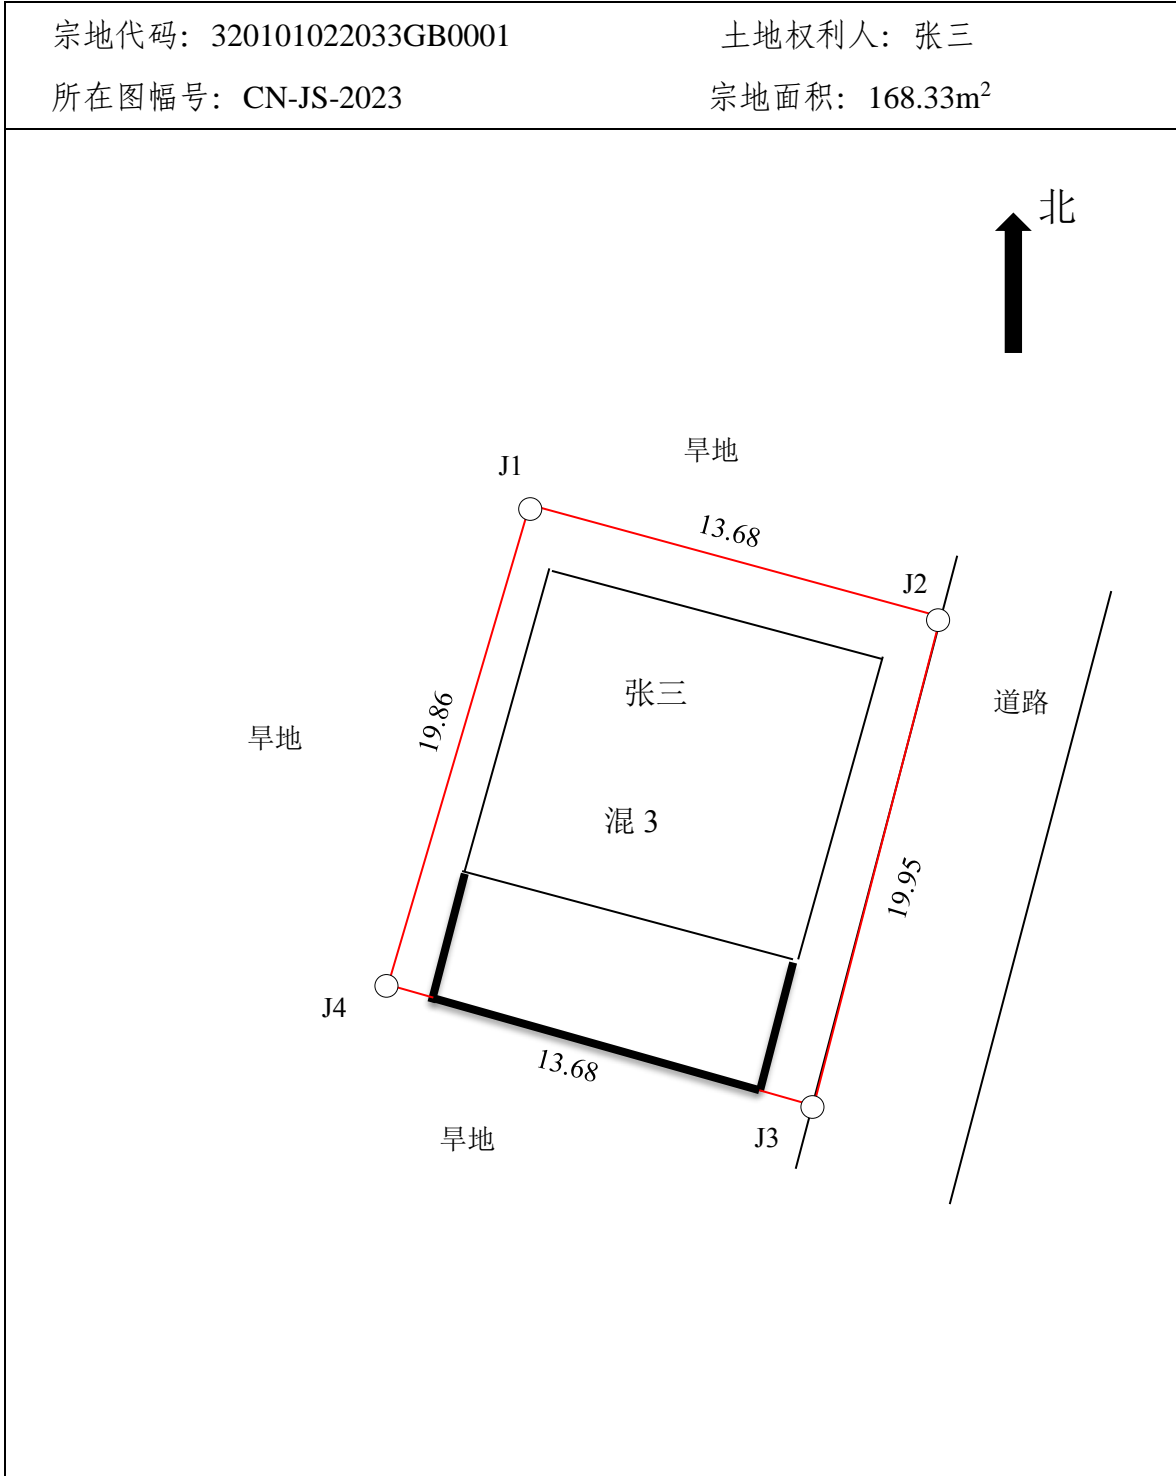 宗地代码：320101022033GB0001 土地权利人：张三
所在图幅号：CN-JS-2023 宗地面积：168.33m²
北
旱地
J1
13.68
J2
张三
道路
19.86
旱地
混 3
19.95
J4
13.68
J3
旱地